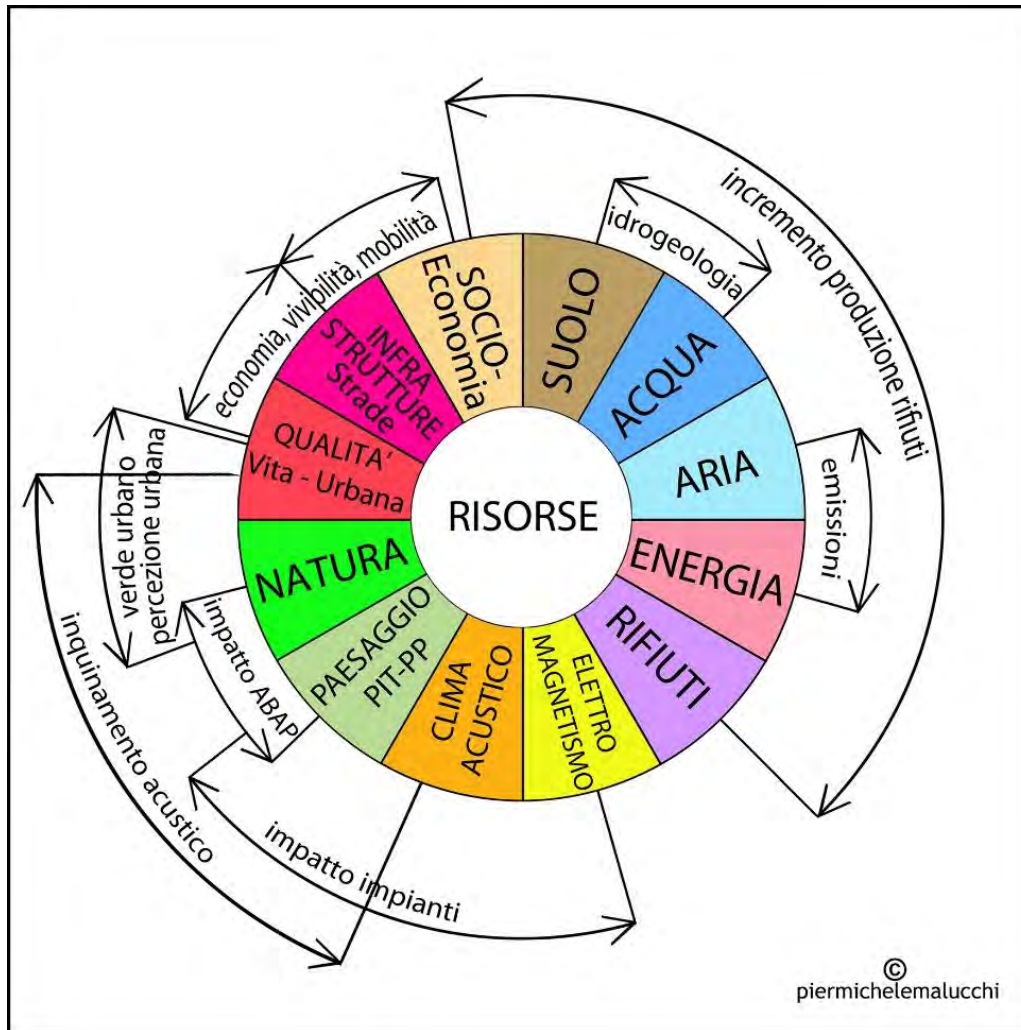 RISORSE
SUOLO
ACQUA
ARIA
ENERGIA
RIFIUTI
ELETTRO
MAGNETISMO
CLIMA
ACUSTICO
PAESAGGIO
PIT-PP
NATURA
QUALITA'
Vita - Urbana
INFRA
STRUTTURE
Strade
SOCIO-
Economia
idrogeologia
incremento produzione rifiuti
emissioni
impatto impianti
inquinamento acustico
impatto ABAP
verde urbano
percezione urbana
economia, vivibilità, mobilità
©
piermichelemalucchi